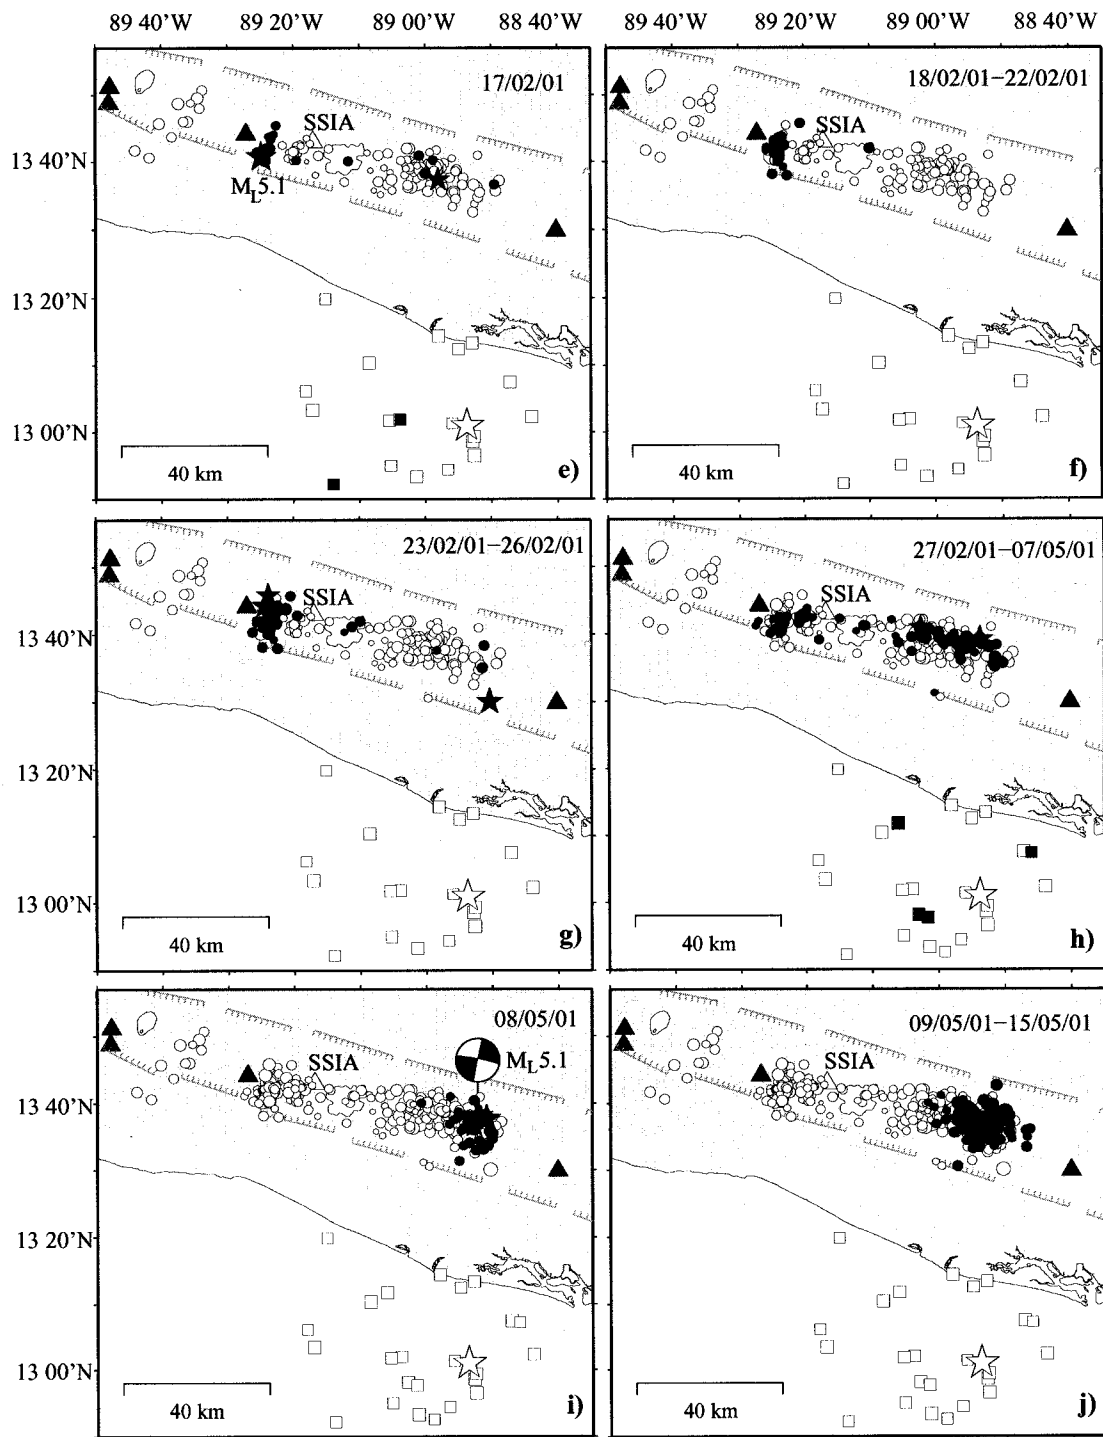 89 40'W 89 20'W 89 00'W 88 40'W 89 20'W 89 00'W 88 40'W
17/02/01
SSIA
M_L5.1
13 40'N
13 20'N
13 00'N
40 km
e)
18/02/01−22/02/01
SSIA
40 km
f)
23/02/01−26/02/01
SSIA
13 40'N
13 20'N
13 00'N
40 km
g)
27/02/01−07/05/01
SSIA
40 km
h)
08/05/01
M_L5.1
SSIA
13 40'N
13 20'N
13 00'N
40 km
i)
09/05/01−15/05/01
SSIA
40 km
j)